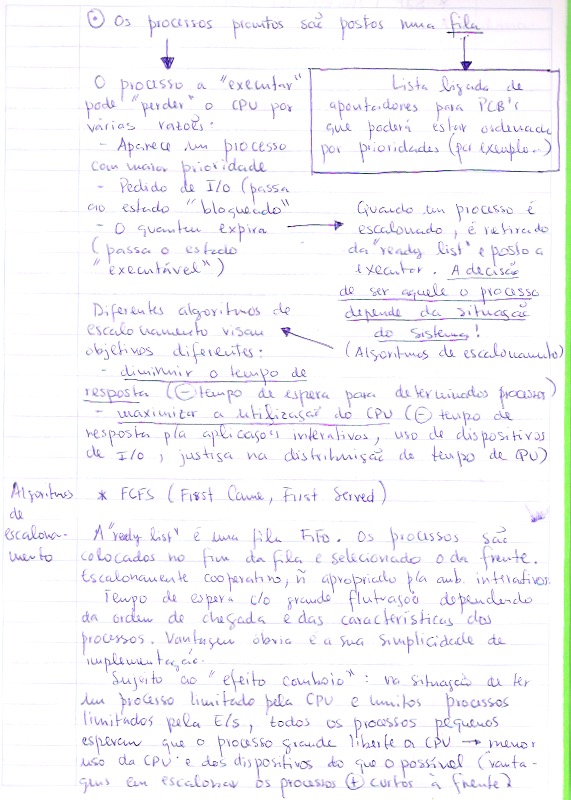 ⊙ Os processos prontos são postos numa fila
O processo a "executar"
pode "perder" o CPU por
várias razões:
- Aparece um processo
com maior prioridade
- Pedido de I/O (passa
ao estado "bloqueado"
- O quantum expira
(passa o estado
"executável")
Lista ligada de
apontadores para PCB's
que poderá estar ordenada
por prioridades (por exemplo...)
Quando um processo é
escalonado, é retirado
da "ready list" e posto a
executar. A decisão
de ser aquele o processo
depende da situação
do sistema!
(Algoritmos de escalonamento)
Diferentes algoritmos de
escalonamento visam
objetivos diferentes:
- diminuir o tempo de
resposta (⊖ tempo de espera para determinados processos)
- maximizar a utilização do CPU (⊖ tempo de
resposta p/a aplicações interativas, uso de dispositivos
de I/O, justiça na distribuição de tempo de CPU)
Algoritmos
de
escalona-
mento
* FCFS (First Came, First Served)
A "ready list" é uma fila FiFo. Os processos são
colocados no fim da fila e selecionado o da frente.
Escalonamento cooperativo, ñ apropriado p/a amb. interativos.
Tempo de espera c/o grande flutuação dependendo
da ordem de chegada e das características dos
processos. Vantagem óbvia é a sua simplicidade de
implementação.
Sujeito ao "efeito comboio": na situação de ter
um processo limitado pela CPU e muitos processos
limitados pela E/S, todos os processos pequenos
esperam que o processo grande liberte a CPU → menor
uso da CPU e dos dispositivos do que o possível (vanta-
gens em escalonar os processos ⊕ curtos à frente?